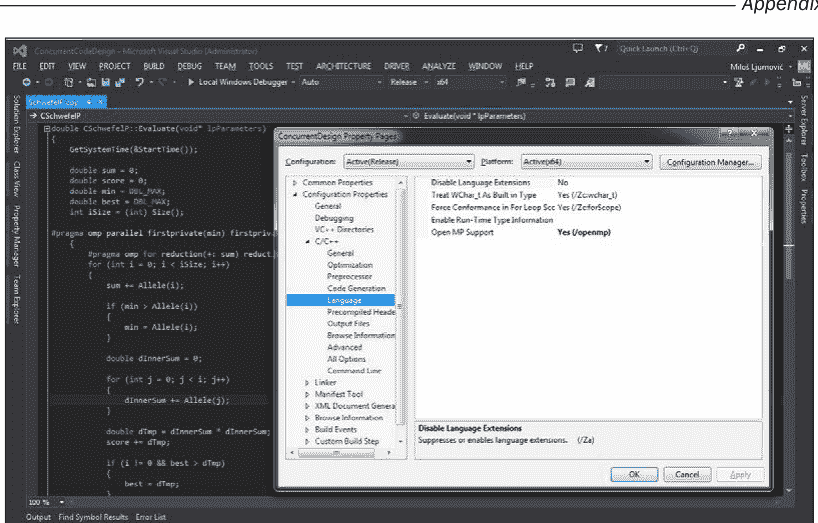 Appendix
ConcurrentCodeDesign - Microsoft Visual Studio (Administrator)
Quick Launch (Ctrl+Q)
FILE EDIT VIEW PROJECT BUILD DEBUG TEAM TOOLS TEST ARCHITECTURE DRIVER ANALYZE WINDOW HELP
Miloš Ljumović
Local Windows Debugger Auto Release x64
SchwefelP.cpp
CSchwefelP
Evaluate(void* lpParameters)
Solution Explorer
Class View
Property Manager
Team Explorer
double CSchwefelP::Evaluate(void* lpParameters)
{
GetSystemTime(&StartTime());
double sum = 0;
double score = 0;
double min = DBL_MAX;
double best = DBL_MAX;
int iSize = (int) Size();
#pragma omp parallel firstprivate(min) firstpriv
{
#pragma omp for reduction(+: sum) reduct
for (int i = 0; i < iSize; i++)
{
sum += Allele(i);
if (min > Allele(i))
{
min = Allele(i);
}
double dInnerSum = 0;
for (int j = 0; j < i; j++)
{
dInnerSum += Allele(j);
}
double dTmp = dInnerSum * dInnerSum;
score += dTmp;
if (i != 0 && best > dTmp)
{
best = dTmp;
}
100 %
Output Find Symbol Results Error List
ConcurrentDesign Property Pages
Configuration: Active(Release) Platform: Active(x64) Configuration Manager...
Common Properties
Configuration Properties
General
Debugging
VC++ Directories
C/C++
General
Optimization
Preprocessor
Code Generation
Language
Precompiled Heade
Output Files
Browse Information
Advanced
All Options
Command Line
Linker
Manifest Tool
XML Document Genera
Browse Information
Build Events
Custom Build Step
Disable Language Extensions No
Treat WChar_t As Built in Type Yes (/Zc:wchar_t)
Force Conformance in For Loop Scc Yes (/Zc:forScope)
Enable Run-Time Type Information
Open MP Support Yes (/openmp)
Disable Language Extensions
Suppresses or enables language extensions. (/Za)
OK Cancel Apply
Server Explorer
Toolbox
Properties